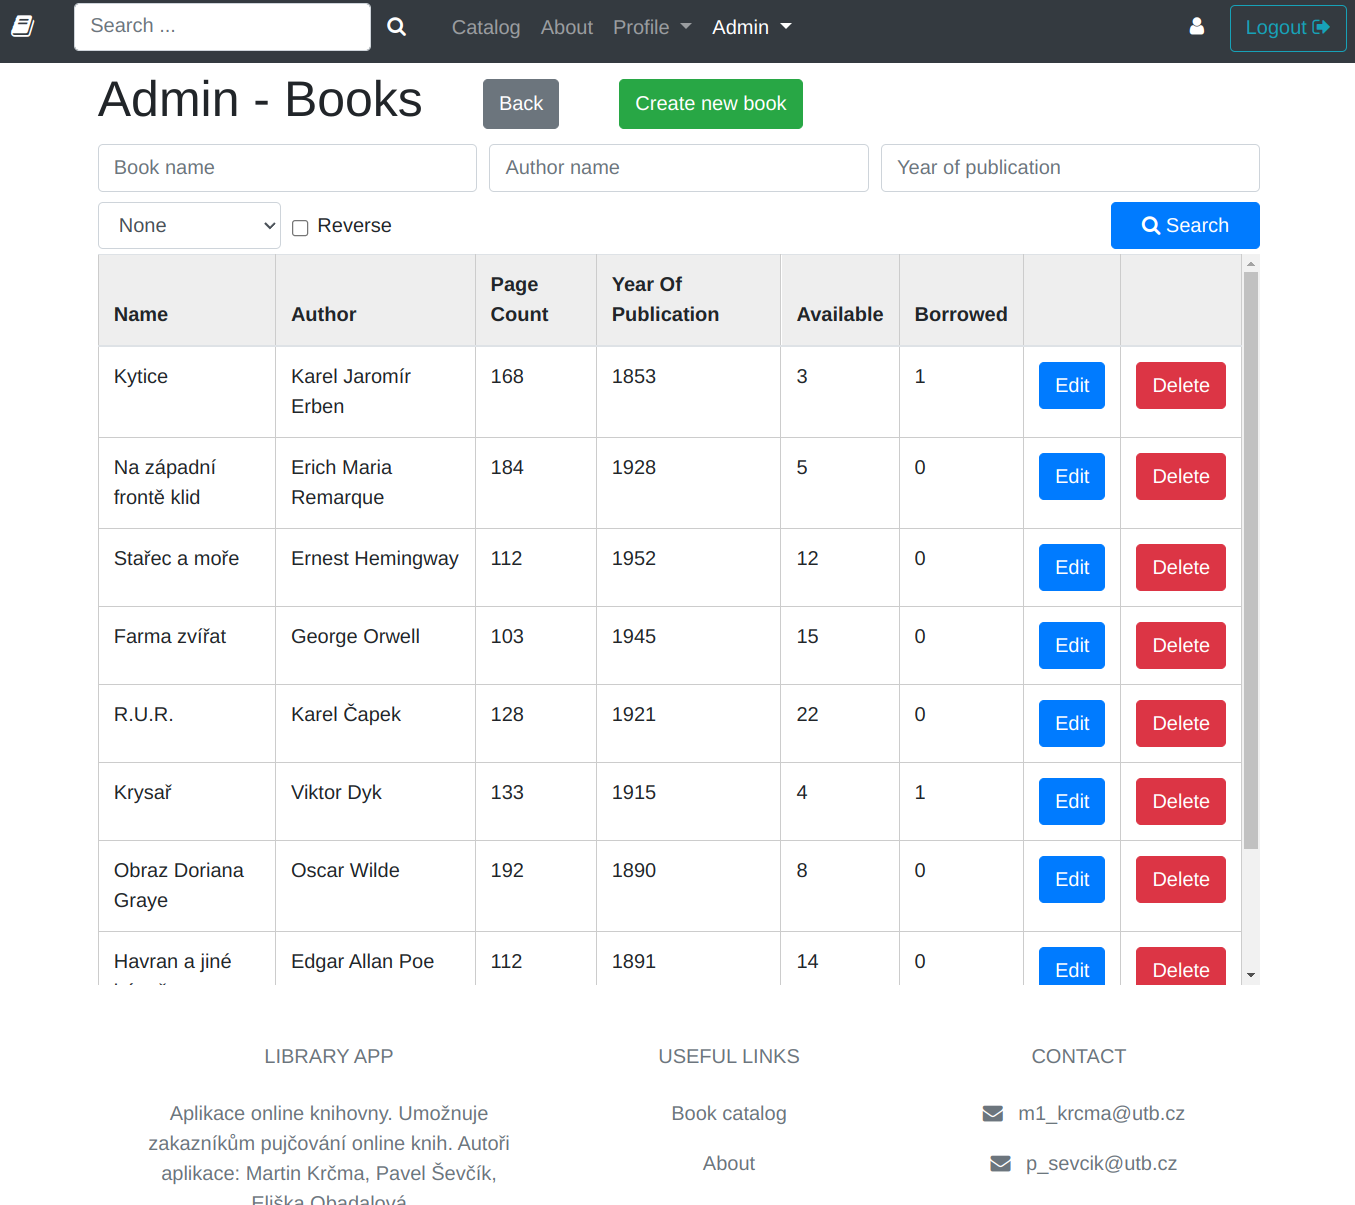 Search ... Catalog About Profile Admin Logout
Admin - Books Back Create new book
Book name Author name Year of publication
None Reverse Search
Name Author Page Count Year Of Publication Available Borrowed
Kytice Karel Jaromír Erben 168 1853 3 1 Edit Delete
Na západní frontě klid Erich Maria Remarque 184 1928 5 0 Edit Delete
Stařec a moře Ernest Hemingway 112 1952 12 0 Edit Delete
Farma zvířat George Orwell 103 1945 15 0 Edit Delete
R.U.R. Karel Čapek 128 1921 22 0 Edit Delete
Krysař Viktor Dyk 133 1915 4 1 Edit Delete
Obraz Doriana Graye Oscar Wilde 192 1890 8 0 Edit Delete
Havran a jiné Edgar Allan Poe 112 1891 14 0 Edit Delete
LIBRARY APP
Aplikace online knihovny. Umožnuje
zakazníkům pujčování online knih. Autoři
aplikace: Martin Krčma, Pavel Ševčík,
Eliška Obadalová
USEFUL LINKS
Book catalog
About
CONTACT
m1_krcma@utb.cz
p_sevcik@utb.cz